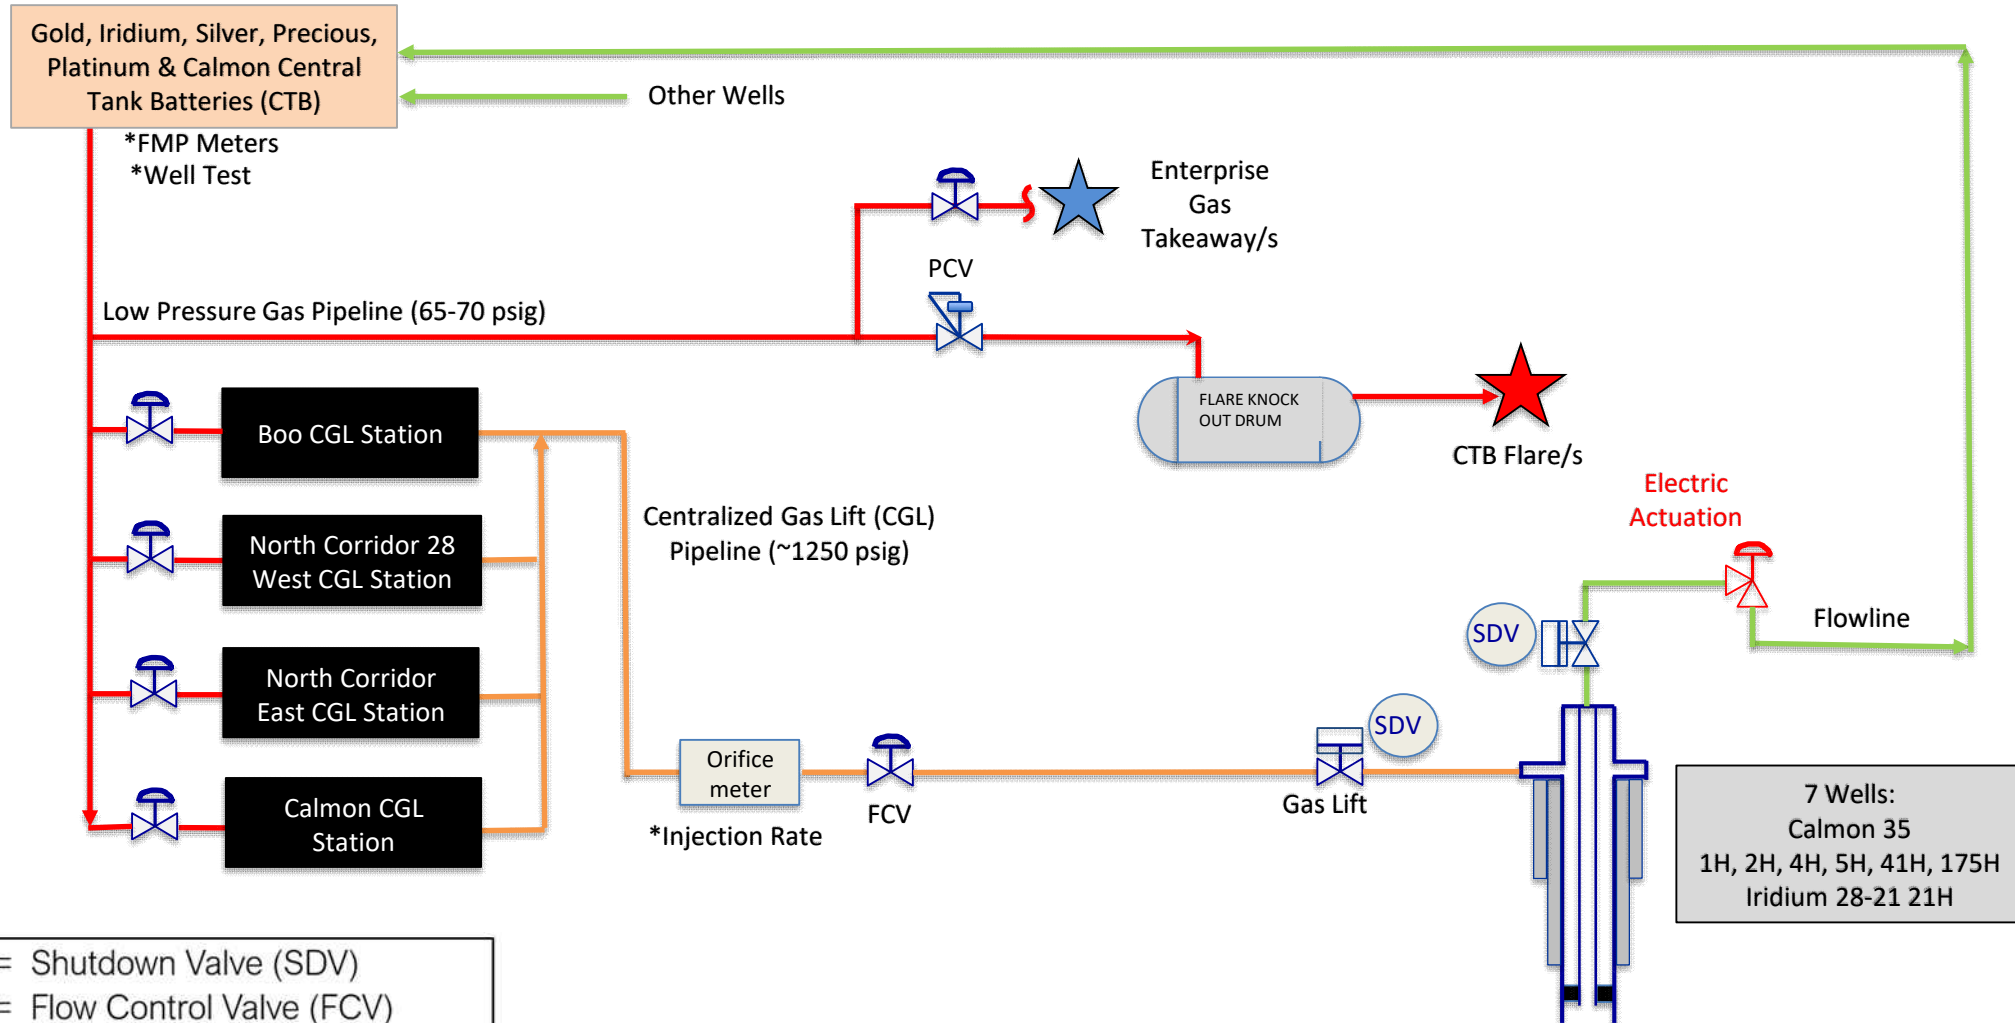 Gold, Iridium, Silver, Precious,
Platinum & Calmon Central
Tank Batteries (CTB)
Other Wells
*FMP Meters
*Well Test
Enterprise
Gas
Takeaway/s
PCV
Low Pressure Gas Pipeline (65-70 psig)
FLARE KNOCK
OUT DRUM
CTB Flare/s
Boo CGL Station
Centralized Gas Lift (CGL)
Pipeline (~1250 psig)
Electric
Actuation
North Corridor 28
West CGL Station
SDV
Flowline
North Corridor
East CGL Station
SDV
Orifice
meter
FCV
Gas Lift
*Injection Rate
Calmon CGL
Station
7 Wells:
Calmon 35
1H, 2H, 4H, 5H, 41H, 175H
Iridium 28-21 21H
= Shutdown Valve (SDV)
= Flow Control Valve (FCV)